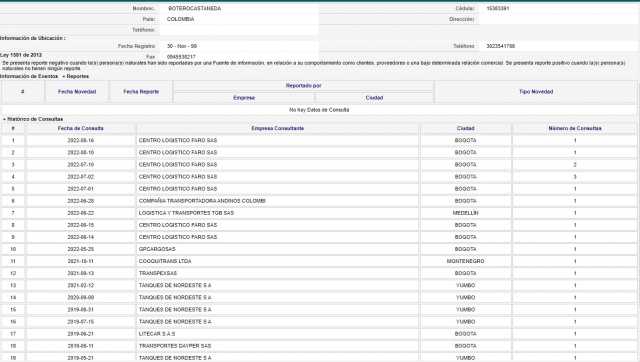 Nombres: BOTEROCASTANEDA Cédula: 15383891
País: COLOMBIA Dirección:
Teléfono:
Información de Ubicación :
Fecha Registro 30 - Nov - 99 Teléfono 3023541798
Ley 1581 de 2012 Fax 0945538217
Se presenta reporte negativo cuando la(s) persona(s) naturales han sido reportadas por una Fuente de información, en relación a su comportamiento como clientes, proveedores o una baja determinada relación comercial. Se presenta reporte positivo cuando la(s) persona(s)
naturales no tienen ningún reporte.
Información de Eventos + Reportes
# Fecha Novedad Fecha Reporte Reportado por Tipo Novedad
Empresa Ciudad
No hay Datos de Consulta
+ Histórico de Consultas
# Fecha de Consulta Empresa Consultante Ciudad Número de Consultas
1 2022-08-16 CENTRO LOGISTICO FARO SAS BOGOTA 1
2 2022-08-10 CENTRO LOGISTICO FARO SAS BOGOTA 1
3 2022-07-19 CENTRO LOGISTICO FARO SAS BOGOTA 2
4 2022-07-02 CENTRO LOGISTICO FARO SAS BOGOTA 3
5 2022-07-01 CENTRO LOGISTICO FARO SAS BOGOTA 1
6 2022-06-28 COMPAÑIA TRANSPORTADORA ANDINOS COLOMBI BOGOTA 1
7 2022-06-22 LOGISTICA Y TRANSPORTES TGB SAS MEDELLIN 1
8 2022-06-15 CENTRO LOGISTICO FARO SAS BOGOTA 1
9 2022-06-14 CENTRO LOGISTICO FARO SAS BOGOTA 1
10 2022-05-25 GPCARGOSAS BOGOTA 1
11 2021-10-11 COOQUITRANS LTDA MONTENEGRO 1
12 2021-09-13 TRANSPEXSAS BOGOTA 1
13 2021-02-12 TANQUES DE NORDESTE S A YUMBO 1
14 2020-09-09 TANQUES DE NORDESTE S A YUMBO 1
15 2019-08-31 TANQUES DE NORDESTE S A YUMBO 1
16 2019-07-15 TANQUES DE NORDESTE S A YUMBO 1
17 2019-06-21 LITECAR S.A.S BOGOTA 1
18 2019-06-11 TRANSPORTES DAYPER SAS BOGOTA 1
19 2019-05-21 TANQUES DE NORDESTE S A YUMBO 1